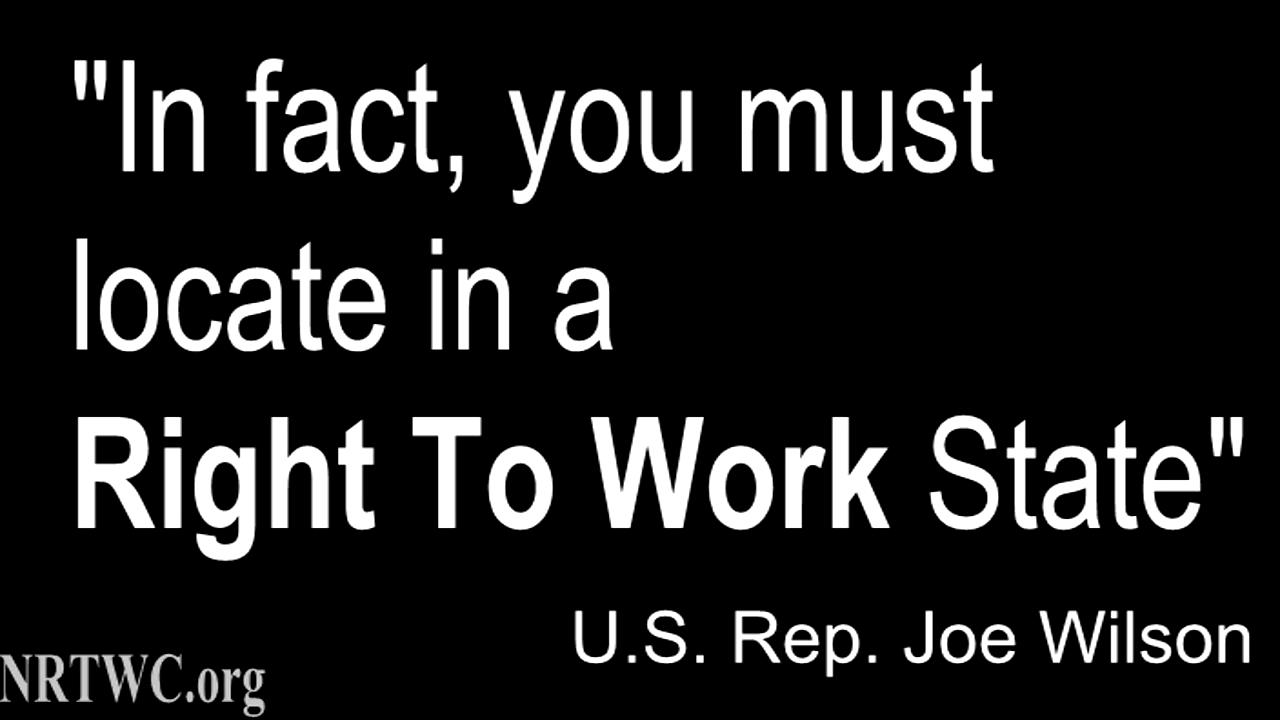 "In fact, you must
locate in a
Right To Work State"
U.S. Rep. Joe Wilson
NRTWC.org